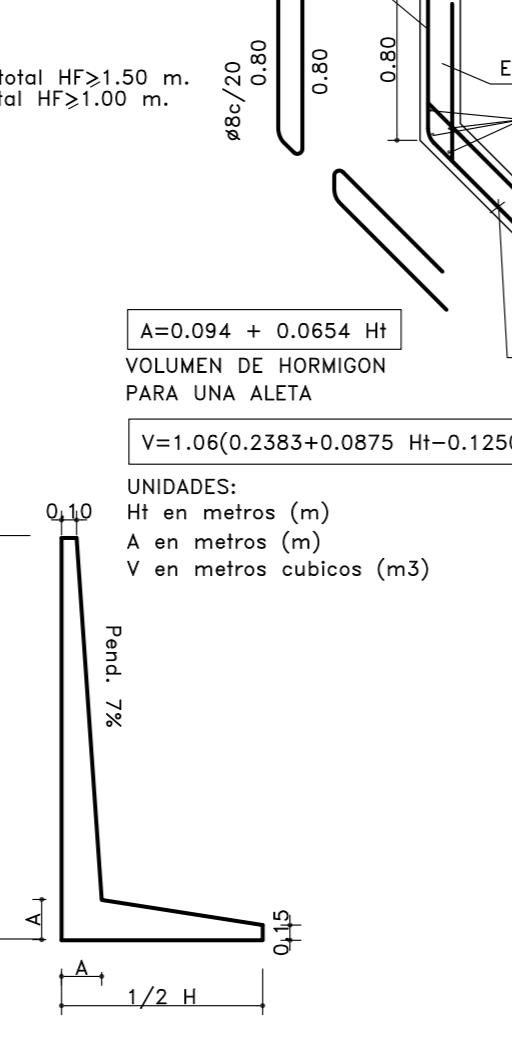 total HF≥1.50 m.
tal HF≥1.00 m.
ø8c/20
0.80
0.80
0.80
E
A=0.094 + 0.0654 Ht
VOLUMEN DE HORMIGON
PARA UNA ALETA
V=1.06(0.2383+0.0875 Ht-0.1250
UNIDADES:
Ht en metros (m)
A en metros (m)
V en metros cubicos (m3)
0.10
Pend. 7%
A
0.15
A
1/2 H